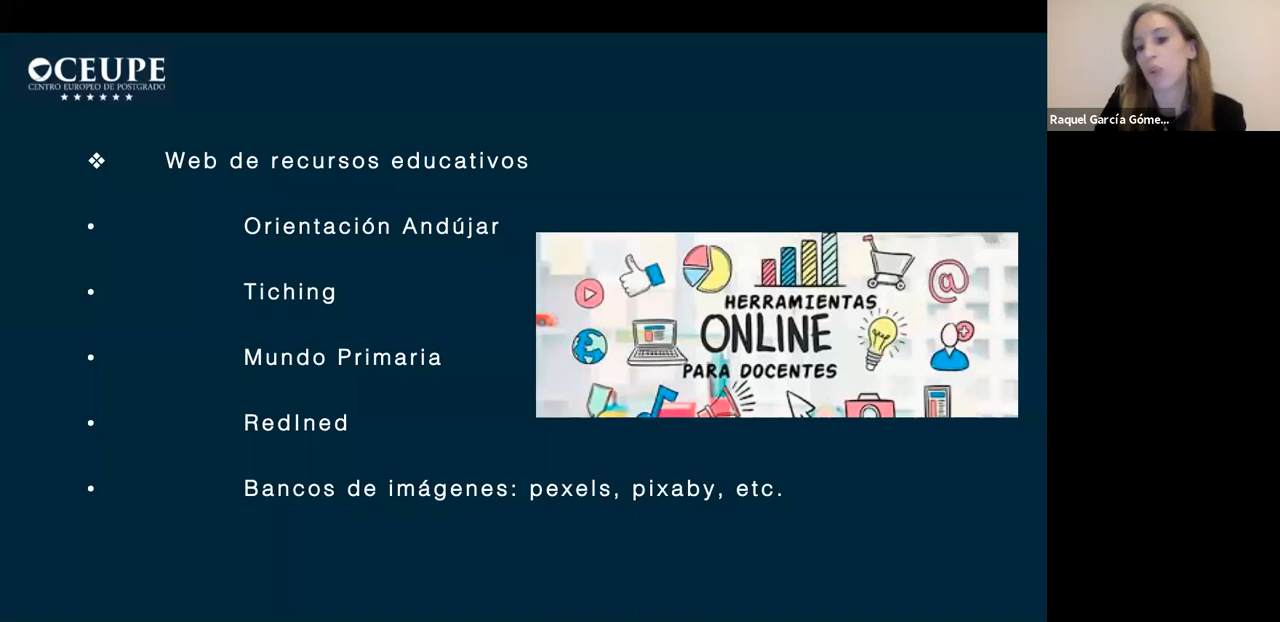 CEUPE
CENTRO EUROPEO DE POSTGRADO
Web de recursos educativos
Orientación Andújar
Tiching
Mundo Primaria
RedIned
Bancos de imágenes: pexels, pixaby, etc.
HERRAMIENTAS
ONLINE
PARA DOCENTES
@
Raquel García Góme...